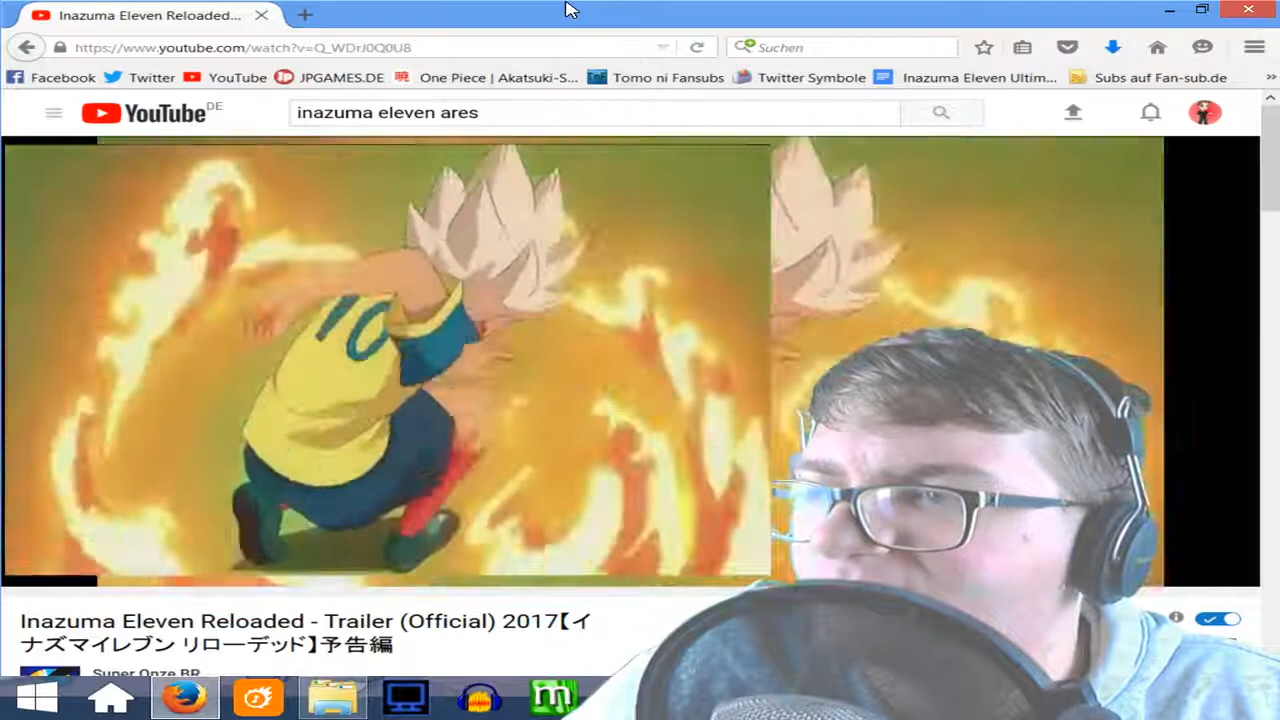 Inazuma Eleven Reloaded...
https://www.youtube.com/watch?v=Q_WDrJ0Q0U8
Suchen
Facebook Twitter YouTube JPGAMES.DE One Piece | Akatsuki-S... Tomo ni Fansubs Twitter Symbole Inazuma Eleven Ultim... Subs auf Fan-sub.de
YouTube DE inazuma eleven ares
10
Inazuma Eleven Reloaded - Trailer (Official) 2017【イ
ナズマイレブン リローデッド】予告編
Super Onze BR